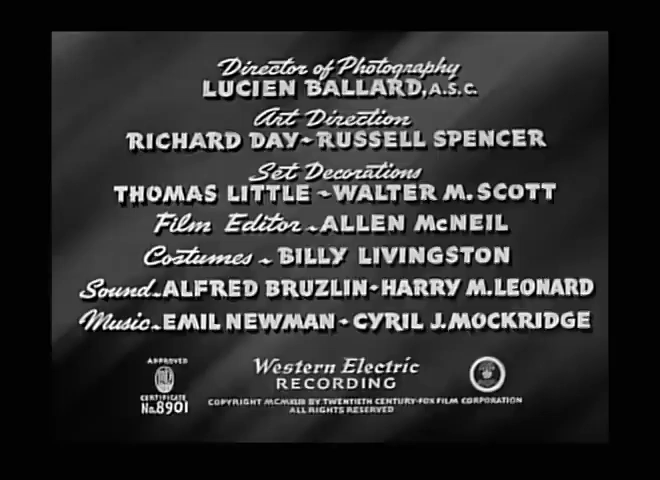 Director of Photography
LUCIEN BALLARD, A.S.C.
Art Direction
RICHARD DAY - RUSSELL SPENCER
Set Decorations
THOMAS LITTLE - WALTER M. SCOTT
Film Editor - ALLEN McNEIL
Costumes - BILLY LIVINGSTON
Sound - ALFRED BRUZLIN - HARRY M. LEONARD
Music - EMIL NEWMAN - CYRIL J. MOCKRIDGE
APPROVED
CERTIFICATE
No. 8901
Western Electric
RECORDING
COPYRIGHT MCMXLIII BY TWENTIETH CENTURY-FOX FILM CORPORATION
ALL RIGHTS RESERVED